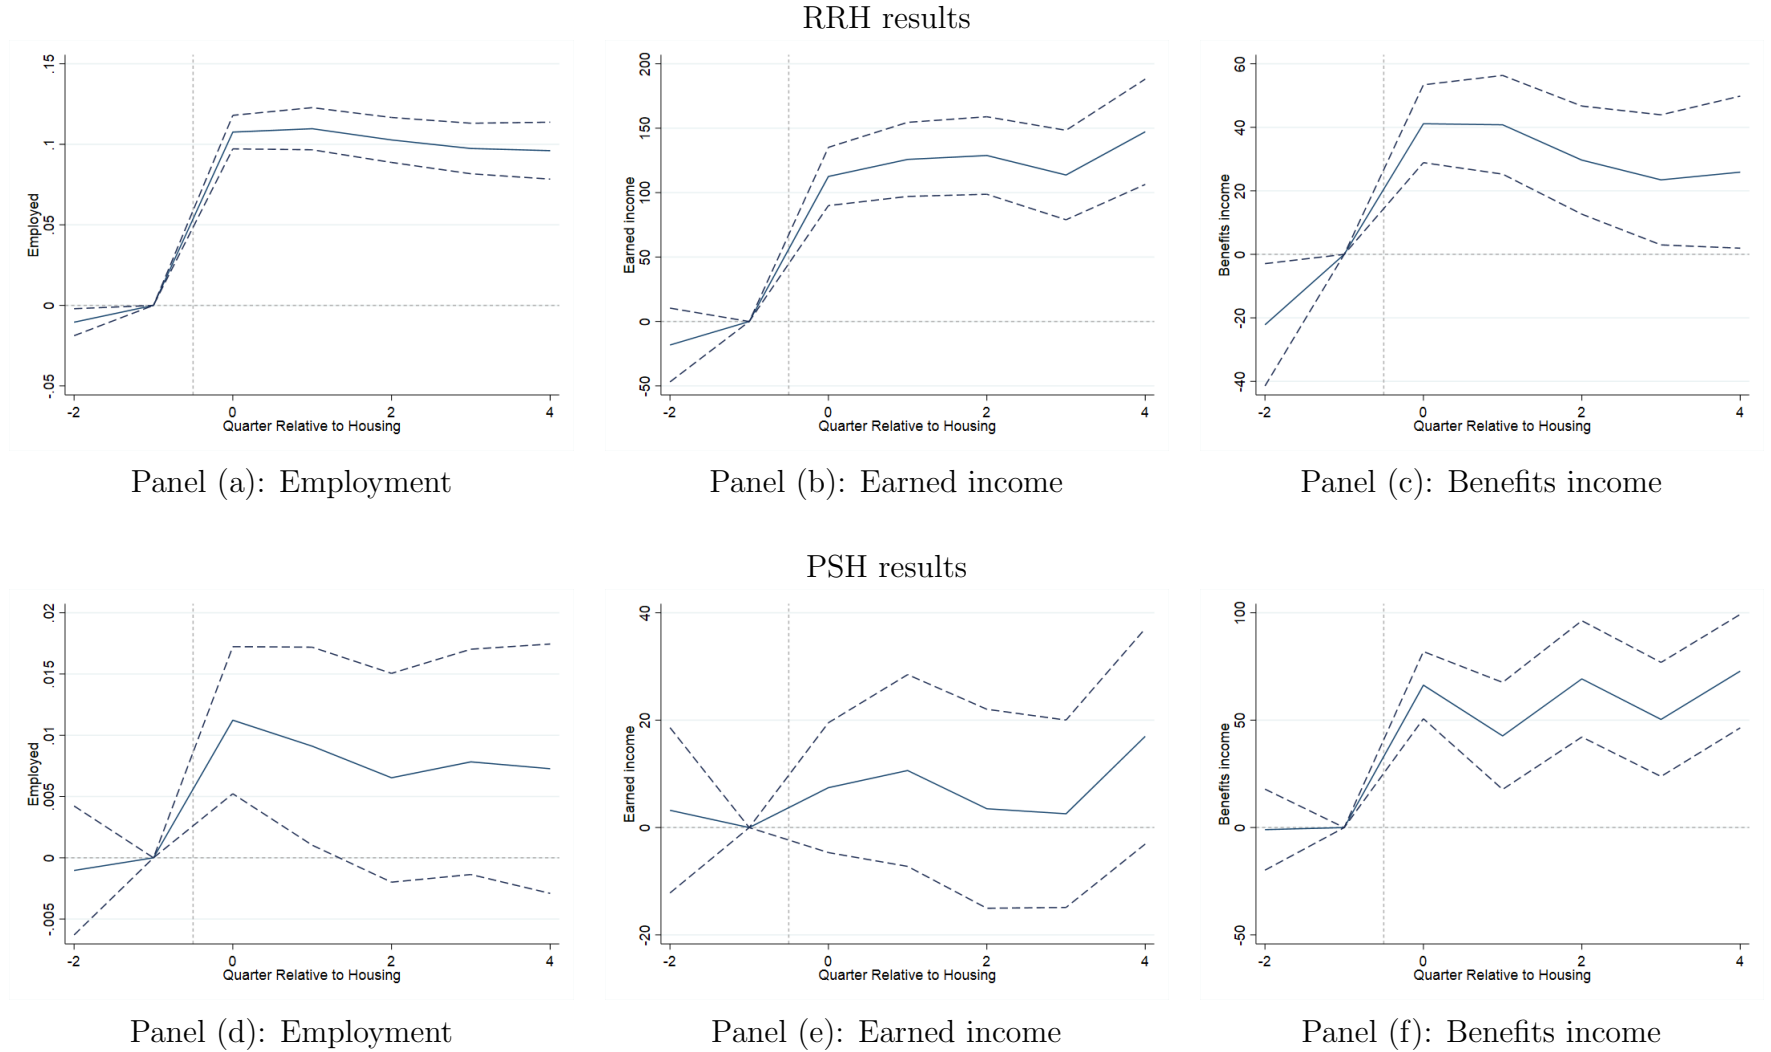 RRH results
.15
.1
.05
0
-.05
Employed
-2 0 2 4
Quarter Relative to Housing
Panel (a): Employment
200
150
100
50
0
-50
Earned income
-2 0 2 4
Quarter Relative to Housing
Panel (b): Earned income
60
40
20
0
-20
-40
Benefits income
-2 0 2 4
Quarter Relative to Housing
Panel (c): Benefits income
PSH results
.02
.015
.01
.005
0
-.005
Employed
-2 0 2 4
Quarter Relative to Housing
Panel (d): Employment
40
20
0
-20
Earned income
-2 0 2 4
Quarter Relative to Housing
Panel (e): Earned income
100
50
0
-50
Benefits income
-2 0 2 4
Quarter Relative to Housing
Panel (f): Benefits income